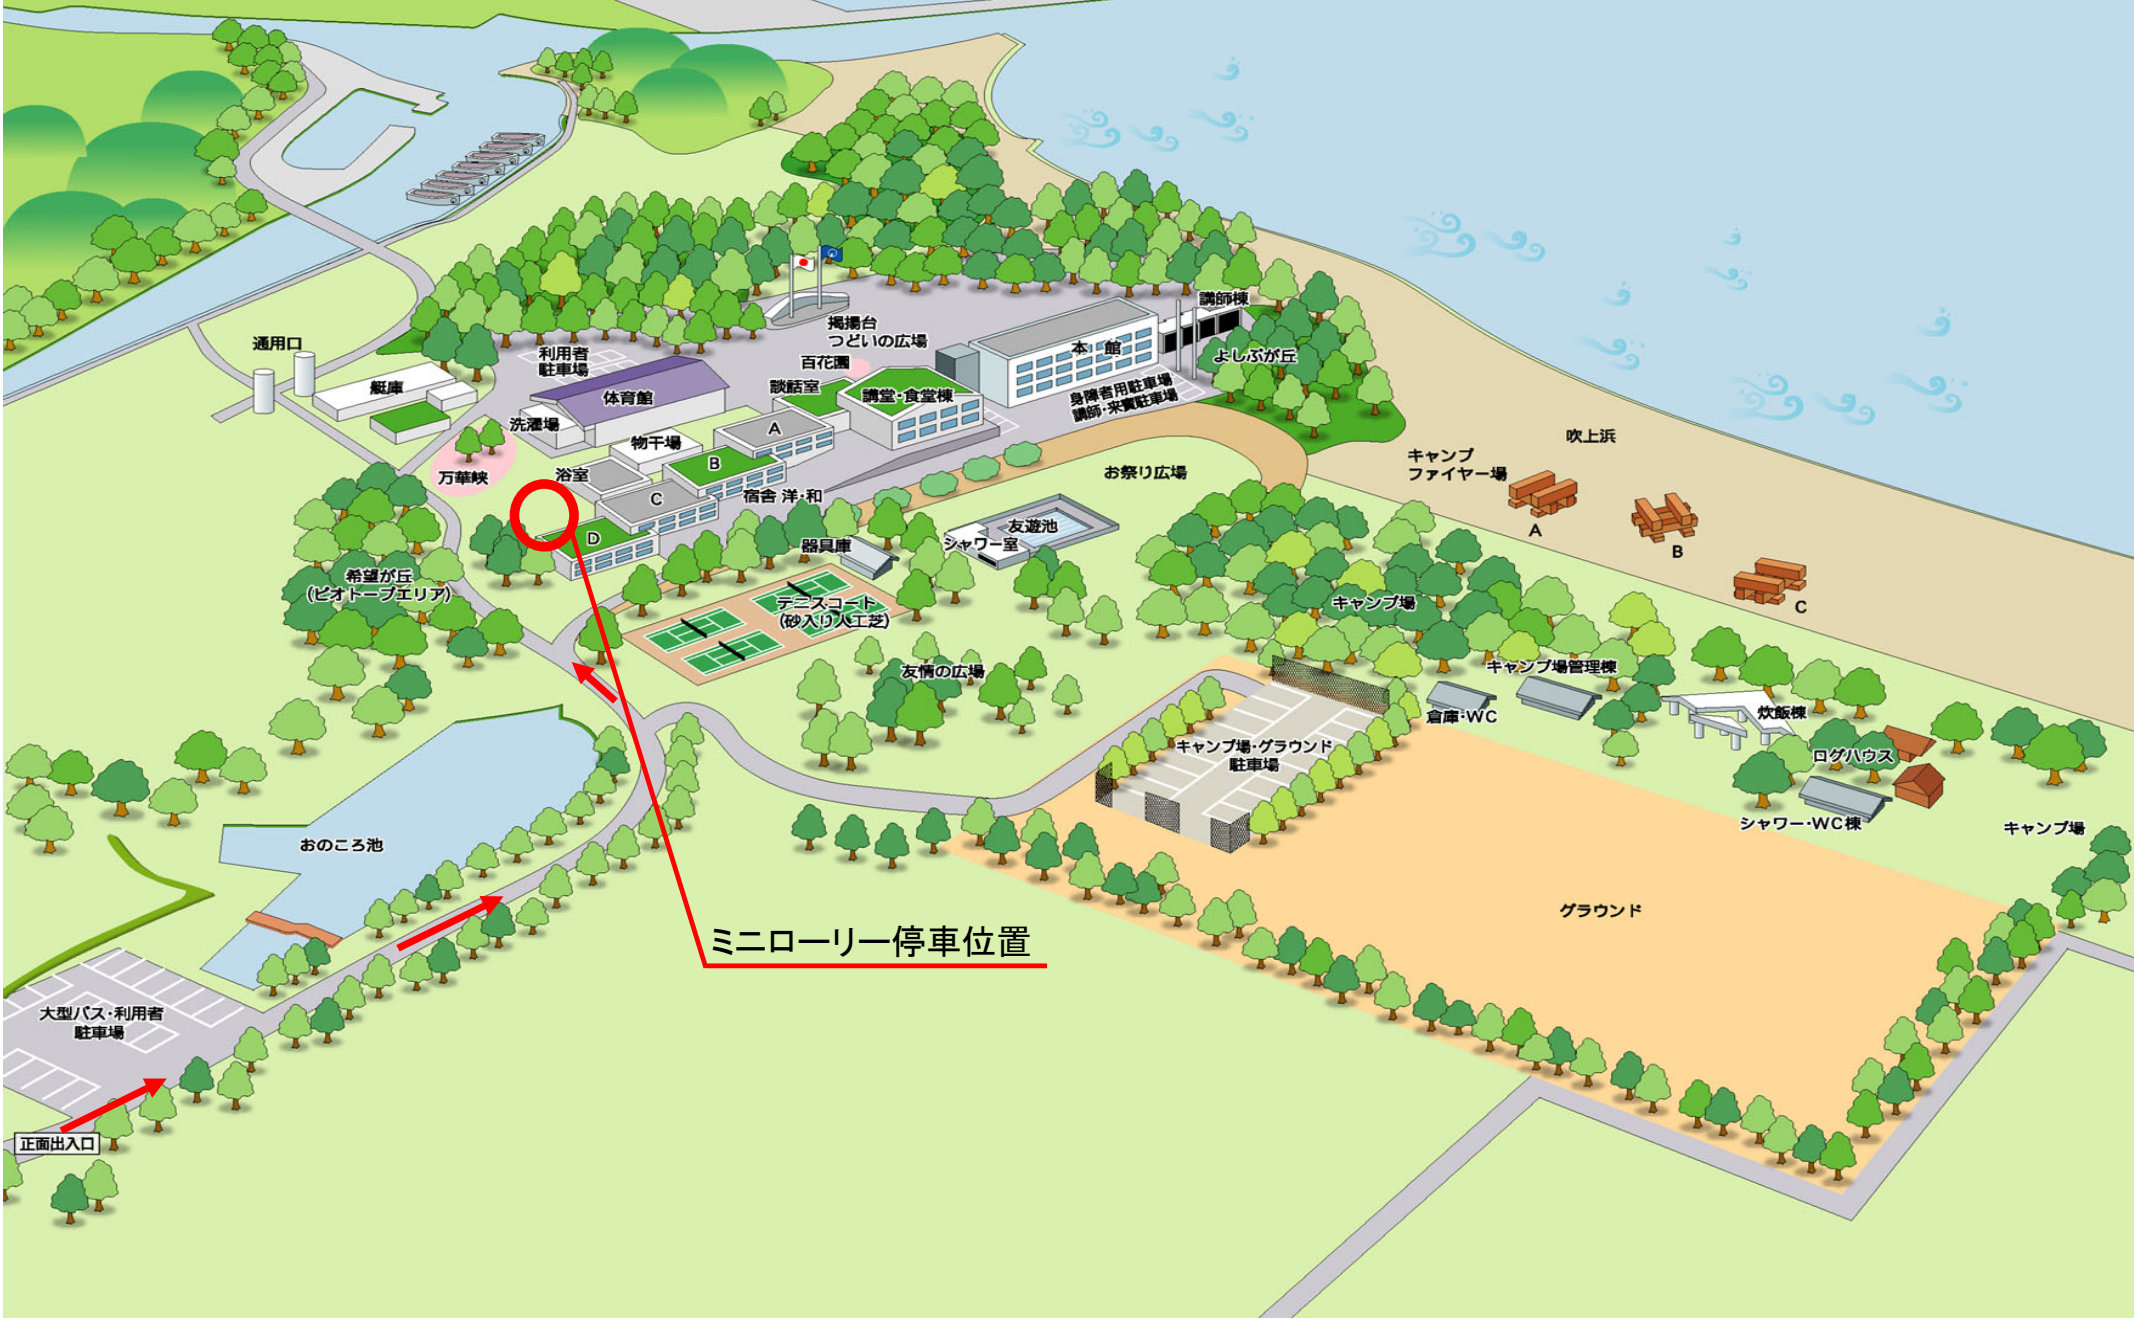 掲揚台
つどいの広場
講師棟
通用口
利用者
駐車場
百花園
本館
よしぶが丘
艇庫
体育館
談話室
講堂・食堂棟
身障者用駐車場
講師・来賓駐車場
洗濯場
物干場
A
吹上浜
万華峡
浴室
B
お祭り広場
キャンプ
ファイヤー場
C
宿舎 洋・和
友遊池
シャワー室
D
器具庫
A
B
C
希望が丘
(ビオトープエリア)
テニスコート
(砂入り人工芝)
キャンプ場
友情の広場
キャンプ場管理棟
倉庫・WC
炊飯棟
キャンプ場・グラウンド
駐車場
ログハウス
シャワー・WC棟
キャンプ場
おのころ池
グラウンド
ミニローリー停車位置
大型バス・利用者
駐車場
正面出入口